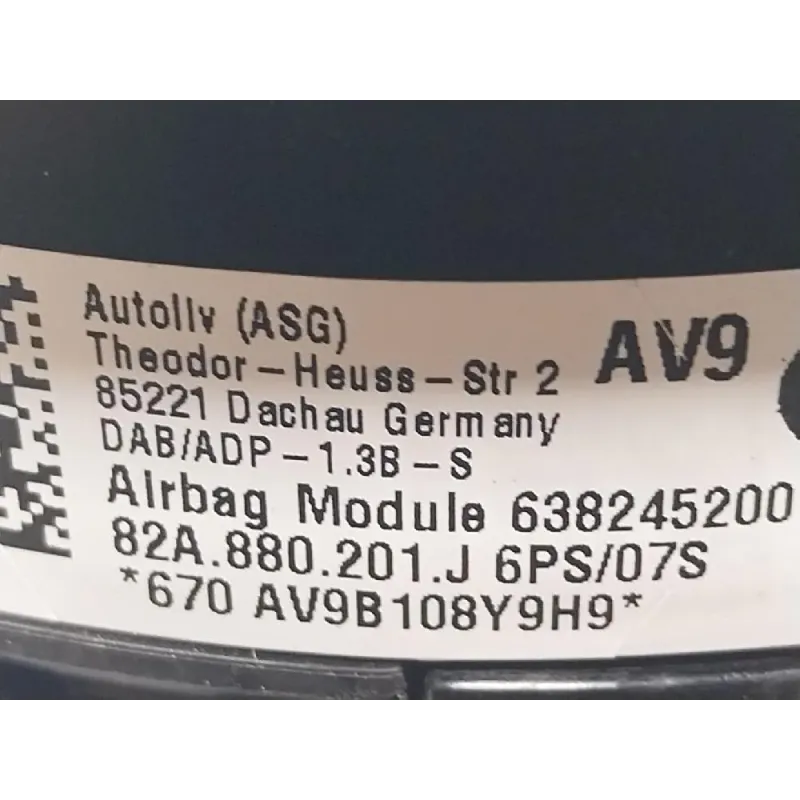 Autoliv (ASG)
AV9
Theodor-Heuss-Str 2
85221 Dachau Germany
DAB/ADP-1.3B-S
Airbag Module 638245200
82A.880.201.J 6PS/07S
*670 AV9B108Y9H9*